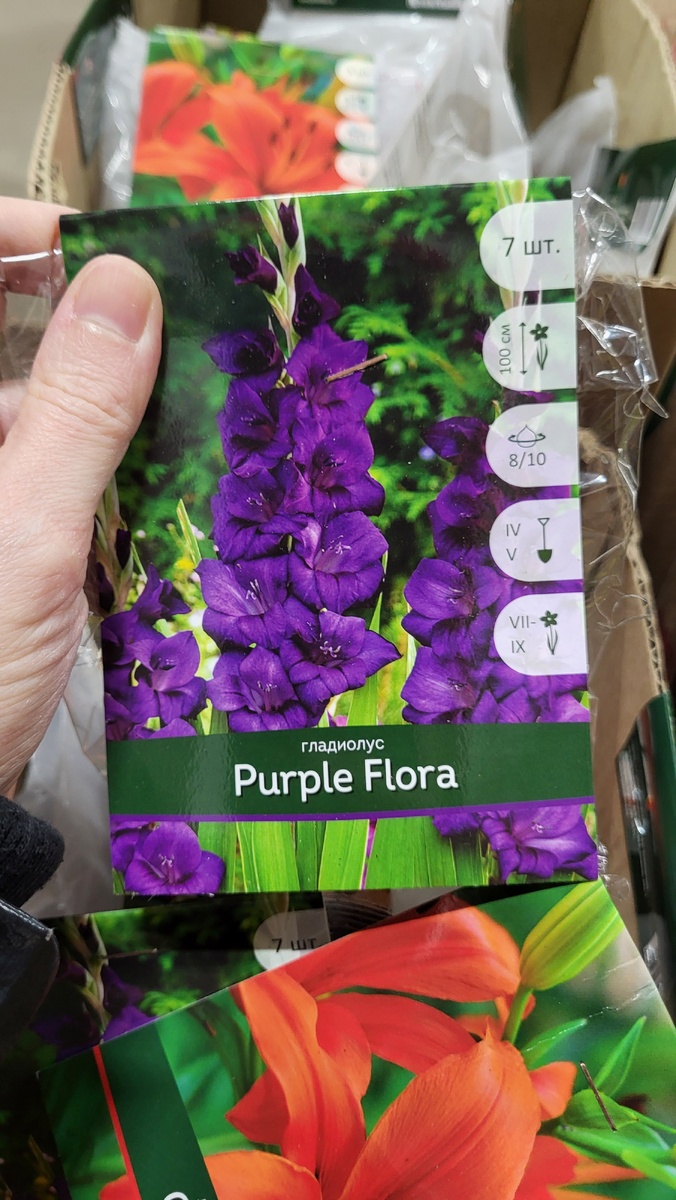 7 шт.
100 см
8/10
IV
V
VII-
IX
гладиолус
Purple Flora
7 шт.